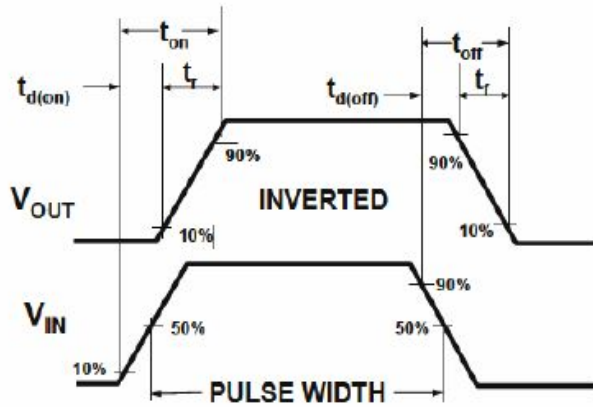 ton toff
tr tf
td(on) td(off)
90% 90%
VOUT INVERTED
10% 10%
90%
VIN 50% 50%
10%
PULSE WIDTH